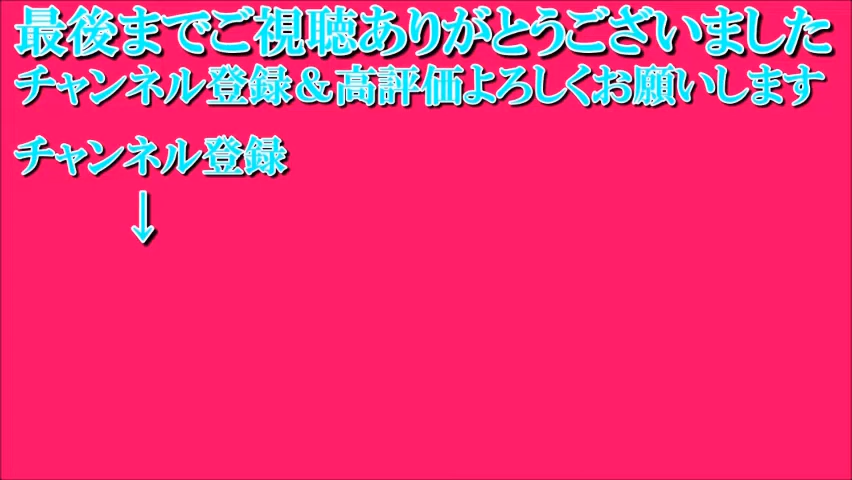 最後までご視聴ありがとうございました
チャンネル登録&高評価よろしくお願いします
チャンネル登録
↓